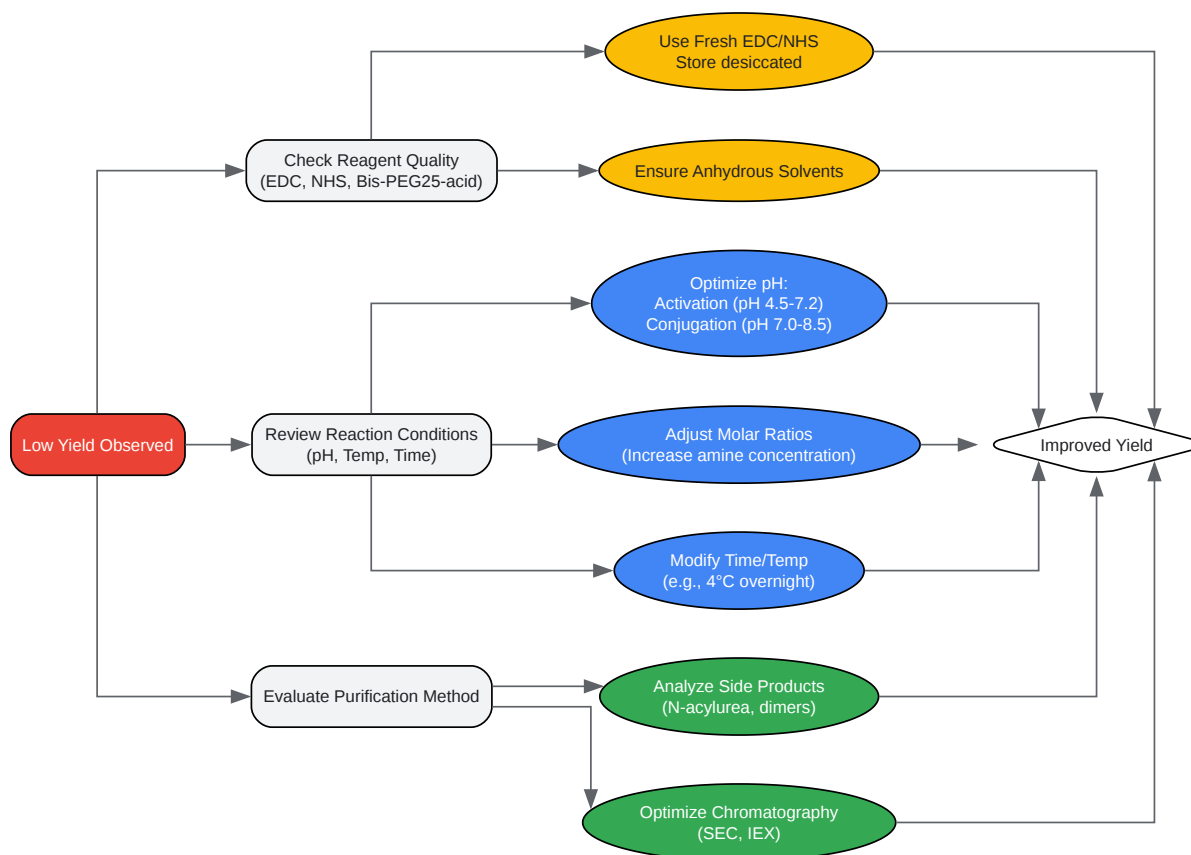 Use Fresh EDC/NHS
Store desiccated
Check Reagent Quality
(EDC, NHS, Bis-PEG25-acid)
Ensure Anhydrous Solvents
Optimize pH:
Activation (pH 4.5-7.2)
Conjugation (pH 7.0-8.5)
Low Yield Observed
Review Reaction Conditions
(pH, Temp, Time)
Adjust Molar Ratios
(Increase amine concentration)
Improved Yield
Modify Time/Temp
(e.g., 4°C overnight)
Evaluate Purification Method
Analyze Side Products
(N-acylurea, dimers)
Optimize Chromatography
(SEC, IEX)